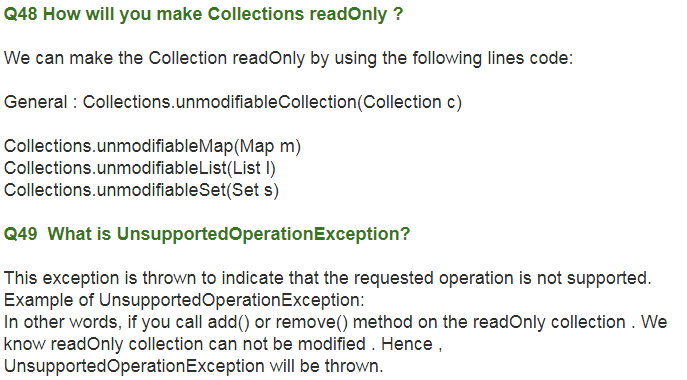 Q48 How will you make Collections readOnly ?
We can make the Collection readOnly by using the following lines code:
General : Collections.unmodifiableCollection(Collection c)
Collections.unmodifiableMap(Map m)
Collections.unmodifiableList(List l)
Collections.unmodifiableSet(Set s)
Q49  What is UnsupportedOperationException?
This exception is thrown to indicate that the requested operation is not supported.
Example of UnsupportedOperationException:
In other words, if you call add() or remove() method on the readOnly collection . We
know readOnly collection can not be modified . Hence ,
UnsupportedOperationException will be thrown.